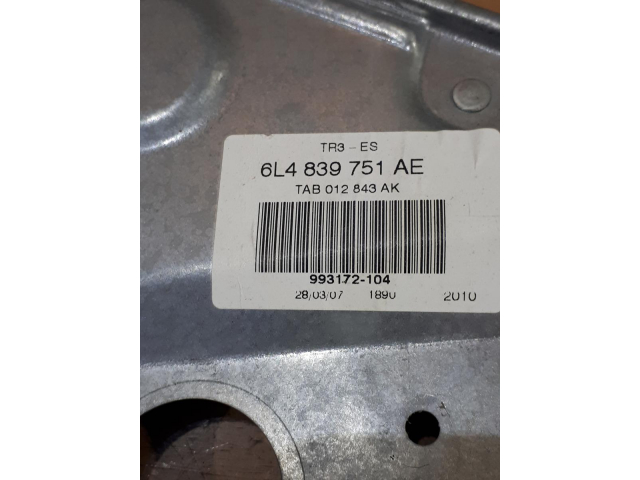 TR3 - ES
6L4 839 751 AE
TAB 012 843 AK
993172-104
28/03/07 1890 2010